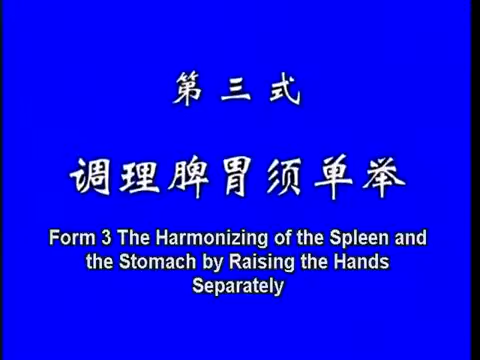 第三式
调理脾胃须单举
Form 3 The Harmonizing of the Spleen and
the Stomach by Raising the Hands
Separately